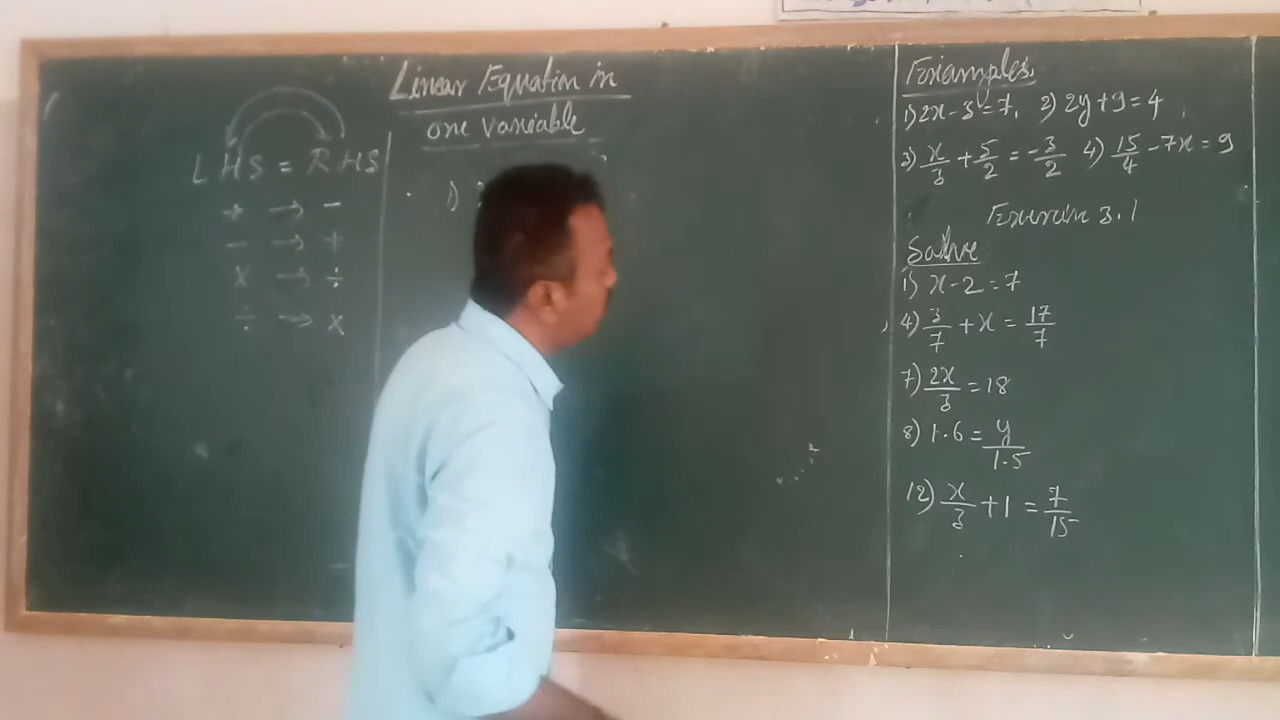 Linear Equation in
one variable
LHS = RHS
+ → -
- → +
x → ÷
÷ → x
1)
Examples,
1) 2x-3=7, 2) 2y+9=4
3) x/3 + 5/2 = -3/2 4) 15/4 - 7x = 9
Exercise 3.1
Solve
1) x-2=7
4) 3/7 + x = 17/7
7) 2x/3 = 18
8) 1.6 = y/1.5
12) x/3 + 1 = 7/15